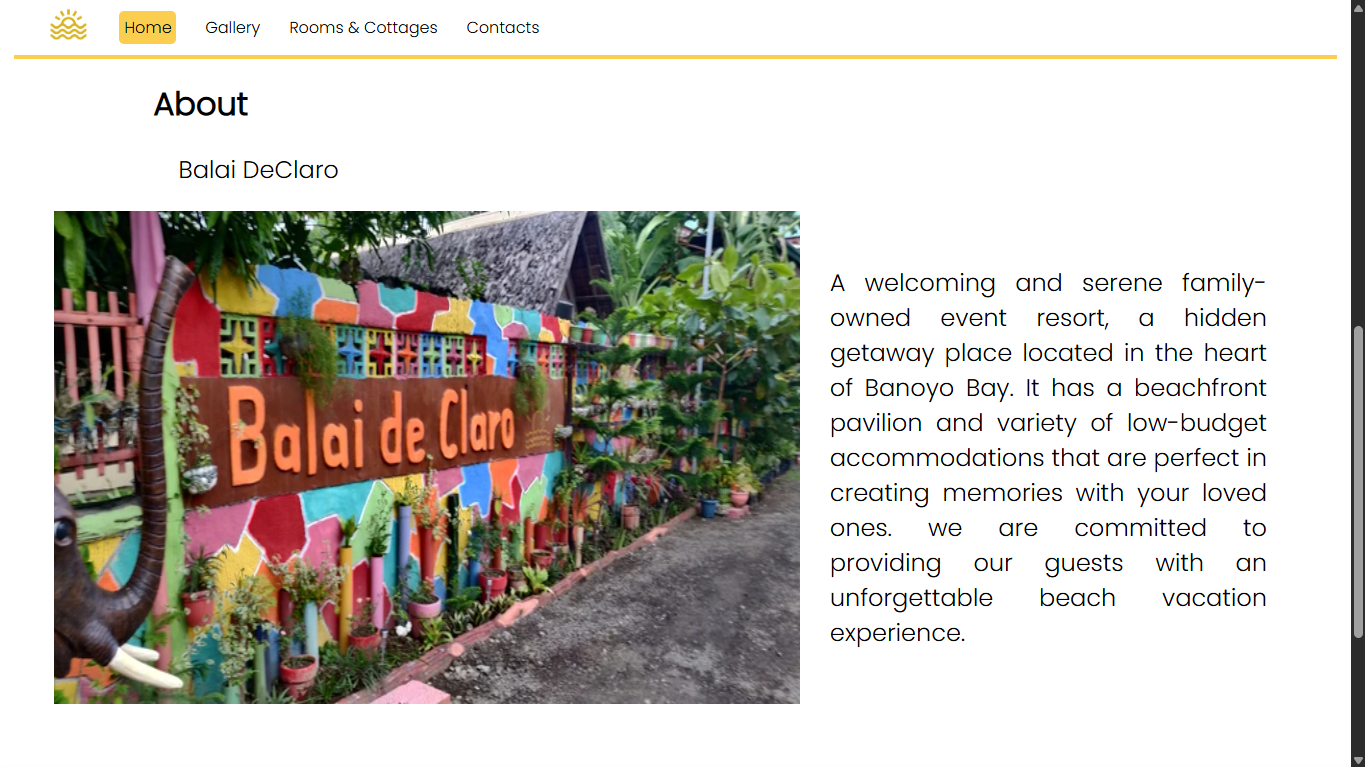 Home Gallery Rooms & Cottages Contacts
About
Balai DeClaro
Balai de Claro
A welcoming and serene family-
owned event resort, a hidden
getaway place located in the heart
of Banoyo Bay. It has a beachfront
pavilion and variety of low-budget
accommodations that are perfect in
creating memories with your loved
ones. we are committed to
providing our guests with an
unforgettable beach vacation
experience.